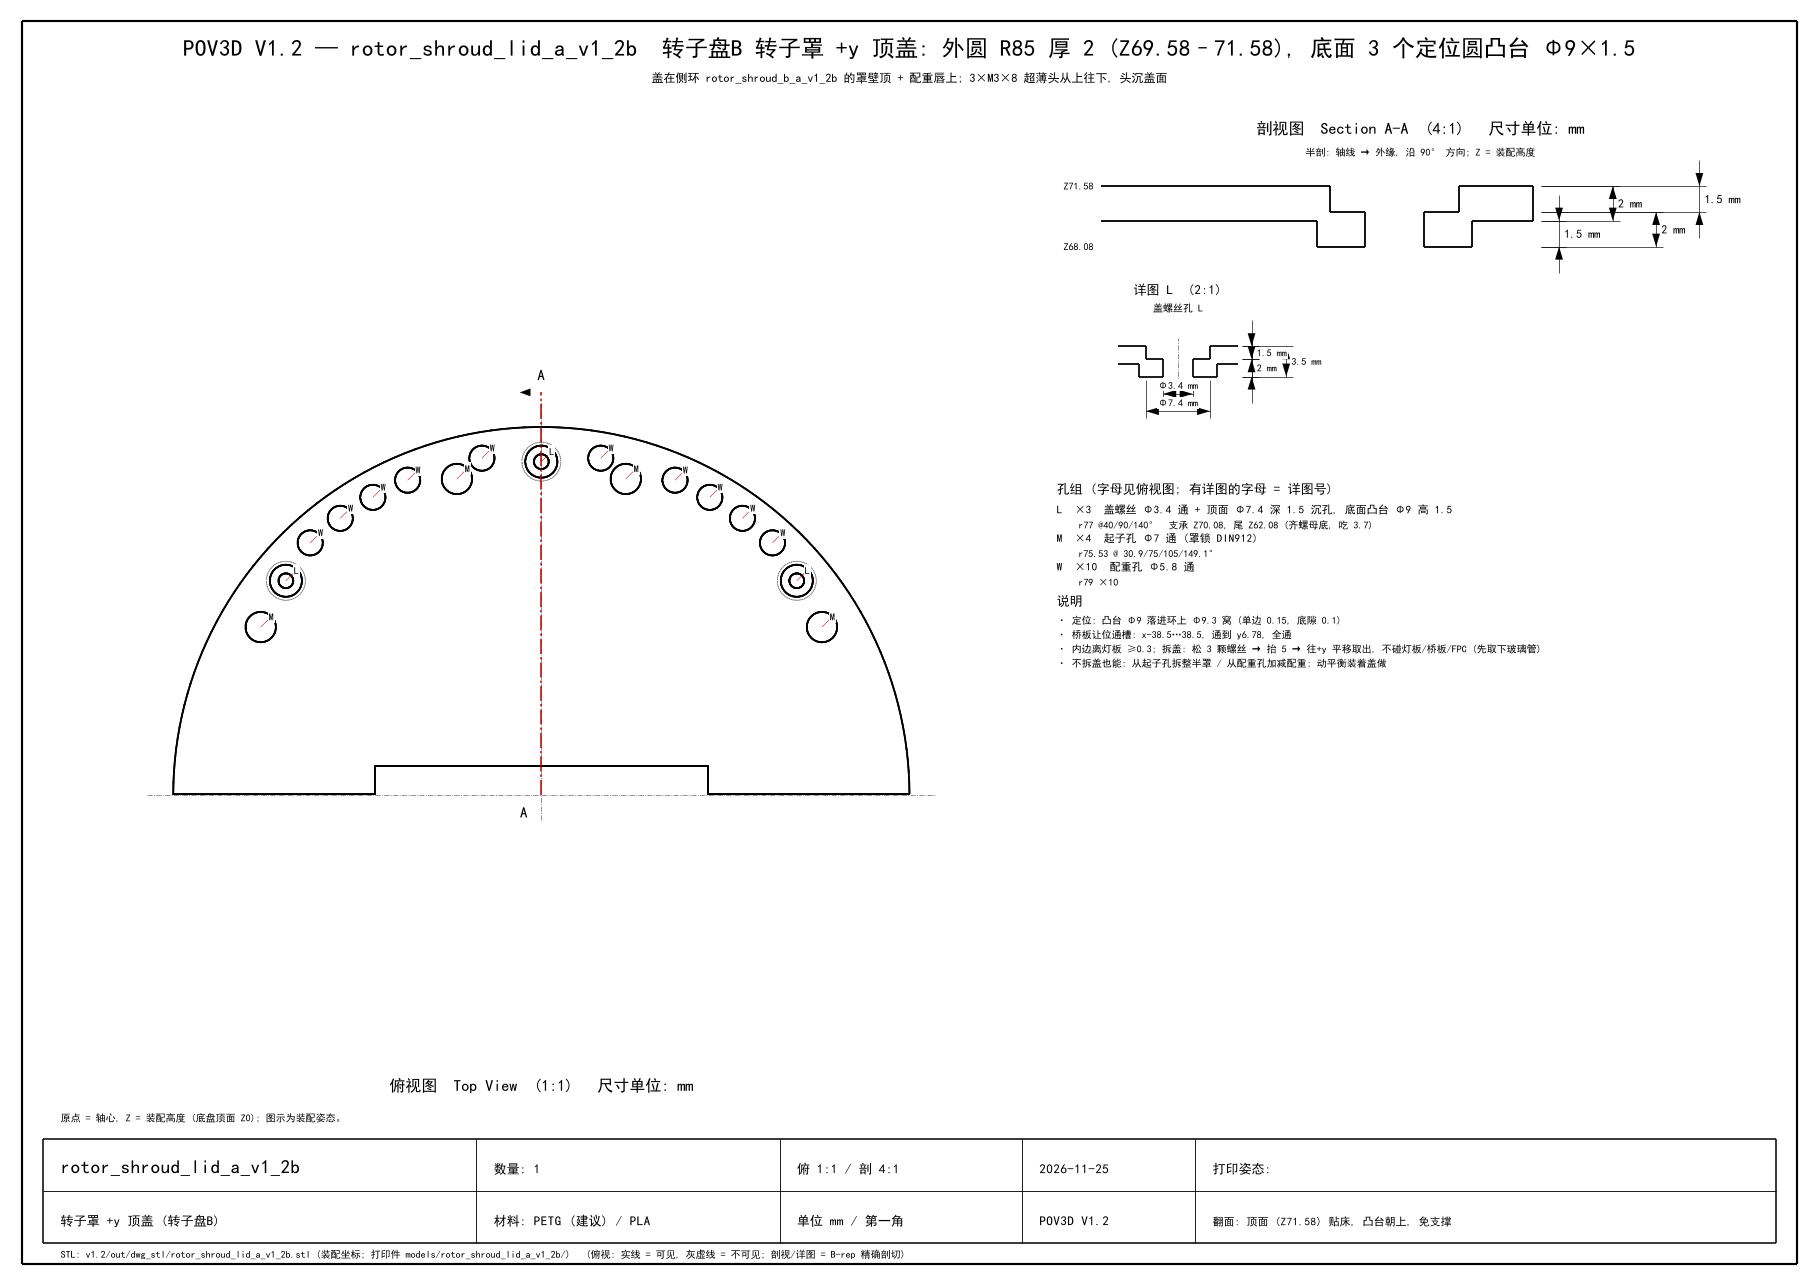 POV3D V1.2 — rotor_shroud_lid_a_v1_2b  转子盘B 转子罩 +y 顶盖: 外圆 R85 厚 2 (Z69.58–71.58), 底面 3 个定位圆凸台 Φ9×1.5
盖在侧环 rotor_shroud_b_a_v1_2b 的罩壁顶 + 配重唇上; 3×M3×8 超薄头从上往下, 头沉盖面
剖视图  Section A-A  (4:1)   尺寸单位: mm
半剖: 轴线 → 外缘, 沿 90° 方向; Z = 装配高度
Z71.58
Z68.08
2 mm
1.5 mm
1.5 mm
2 mm
详图 L  (2:1)
盖螺丝孔 L
1.5 mm
2 mm
3.5 mm
Φ3.4 mm
Φ7.4 mm
A
W
W
L
M
W
M
W
W
W
W
W
W
W
W
L
L
M
M
A
孔组 (字母见俯视图; 有详图的字母 = 详图号)
L  ×3  盖螺丝 Φ3.4 通 + 顶面 Φ7.4 深 1.5 沉孔, 底面凸台 Φ9 高 1.5
r77 @40/90/140°  支承 Z70.08, 尾 Z62.08 (齐螺母底, 吃 3.7)
M  ×4  起子孔 Φ7 通 (罩锁 DIN912)
r75.53 @ 30.9/75/105/149.1°
W  ×10  配重孔 Φ5.8 通
r79 ×10
说明
· 定位: 凸台 Φ9 落进环上 Φ9.3 窝 (单边 0.15, 底隙 0.1)
· 桥板让位通槽: x-38.5…38.5, 通到 y6.78, 全通
· 内边离灯板 ≥0.3; 拆盖: 松 3 颗螺丝 → 抬 5 → 往+y 平移取出, 不碰灯板/桥板/FPC (先取下玻璃管)
· 不拆盖也能: 从起子孔拆整半罩 / 从配重孔加减配重; 动平衡装着盖做
俯视图  Top View  (1:1)   尺寸单位: mm
原点 = 轴心, Z = 装配高度 (底盘顶面 Z0); 图示为装配姿态。
rotor_shroud_lid_a_v1_2b
数量: 1
俯 1:1 / 剖 4:1
2026-11-25
打印姿态:
转子罩 +y 顶盖 (转子盘B)
材料: PETG (建议) / PLA
单位 mm / 第一角
POV3D V1.2
翻面: 顶面 (Z71.58) 贴床, 凸台朝上, 免支撑
STL: v1.2/out/dwg_stl/rotor_shroud_lid_a_v1_2b.stl (装配坐标; 打印件 models/rotor_shroud_lid_a_v1_2b/)   (俯视: 实线 = 可见, 灰虚线 = 不可见; 剖视/详图 = B-rep 精确剖切)